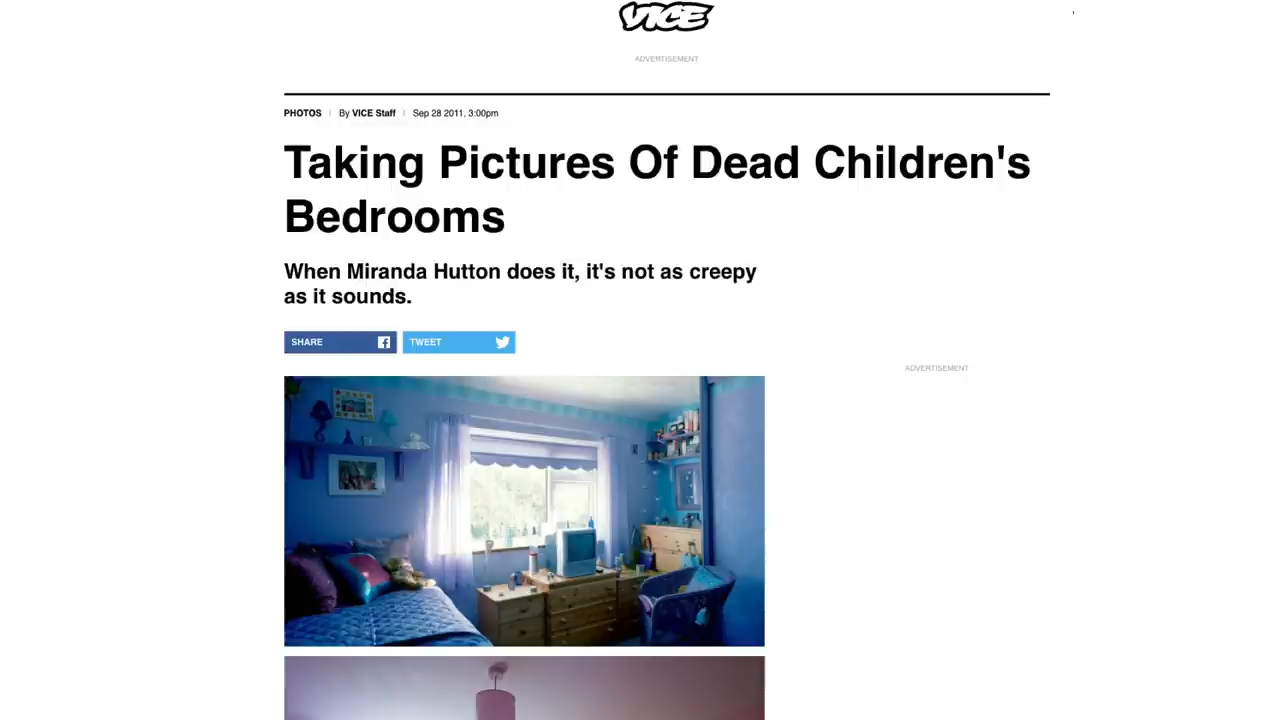 VICE
ADVERTISEMENT
PHOTOS | By VICE Staff | Sep 28 2011, 3:00pm
Taking Pictures Of Dead Children's
Bedrooms
When Miranda Hutton does it, it's not as creepy
as it sounds.
SHARE
TWEET
ADVERTISEMENT